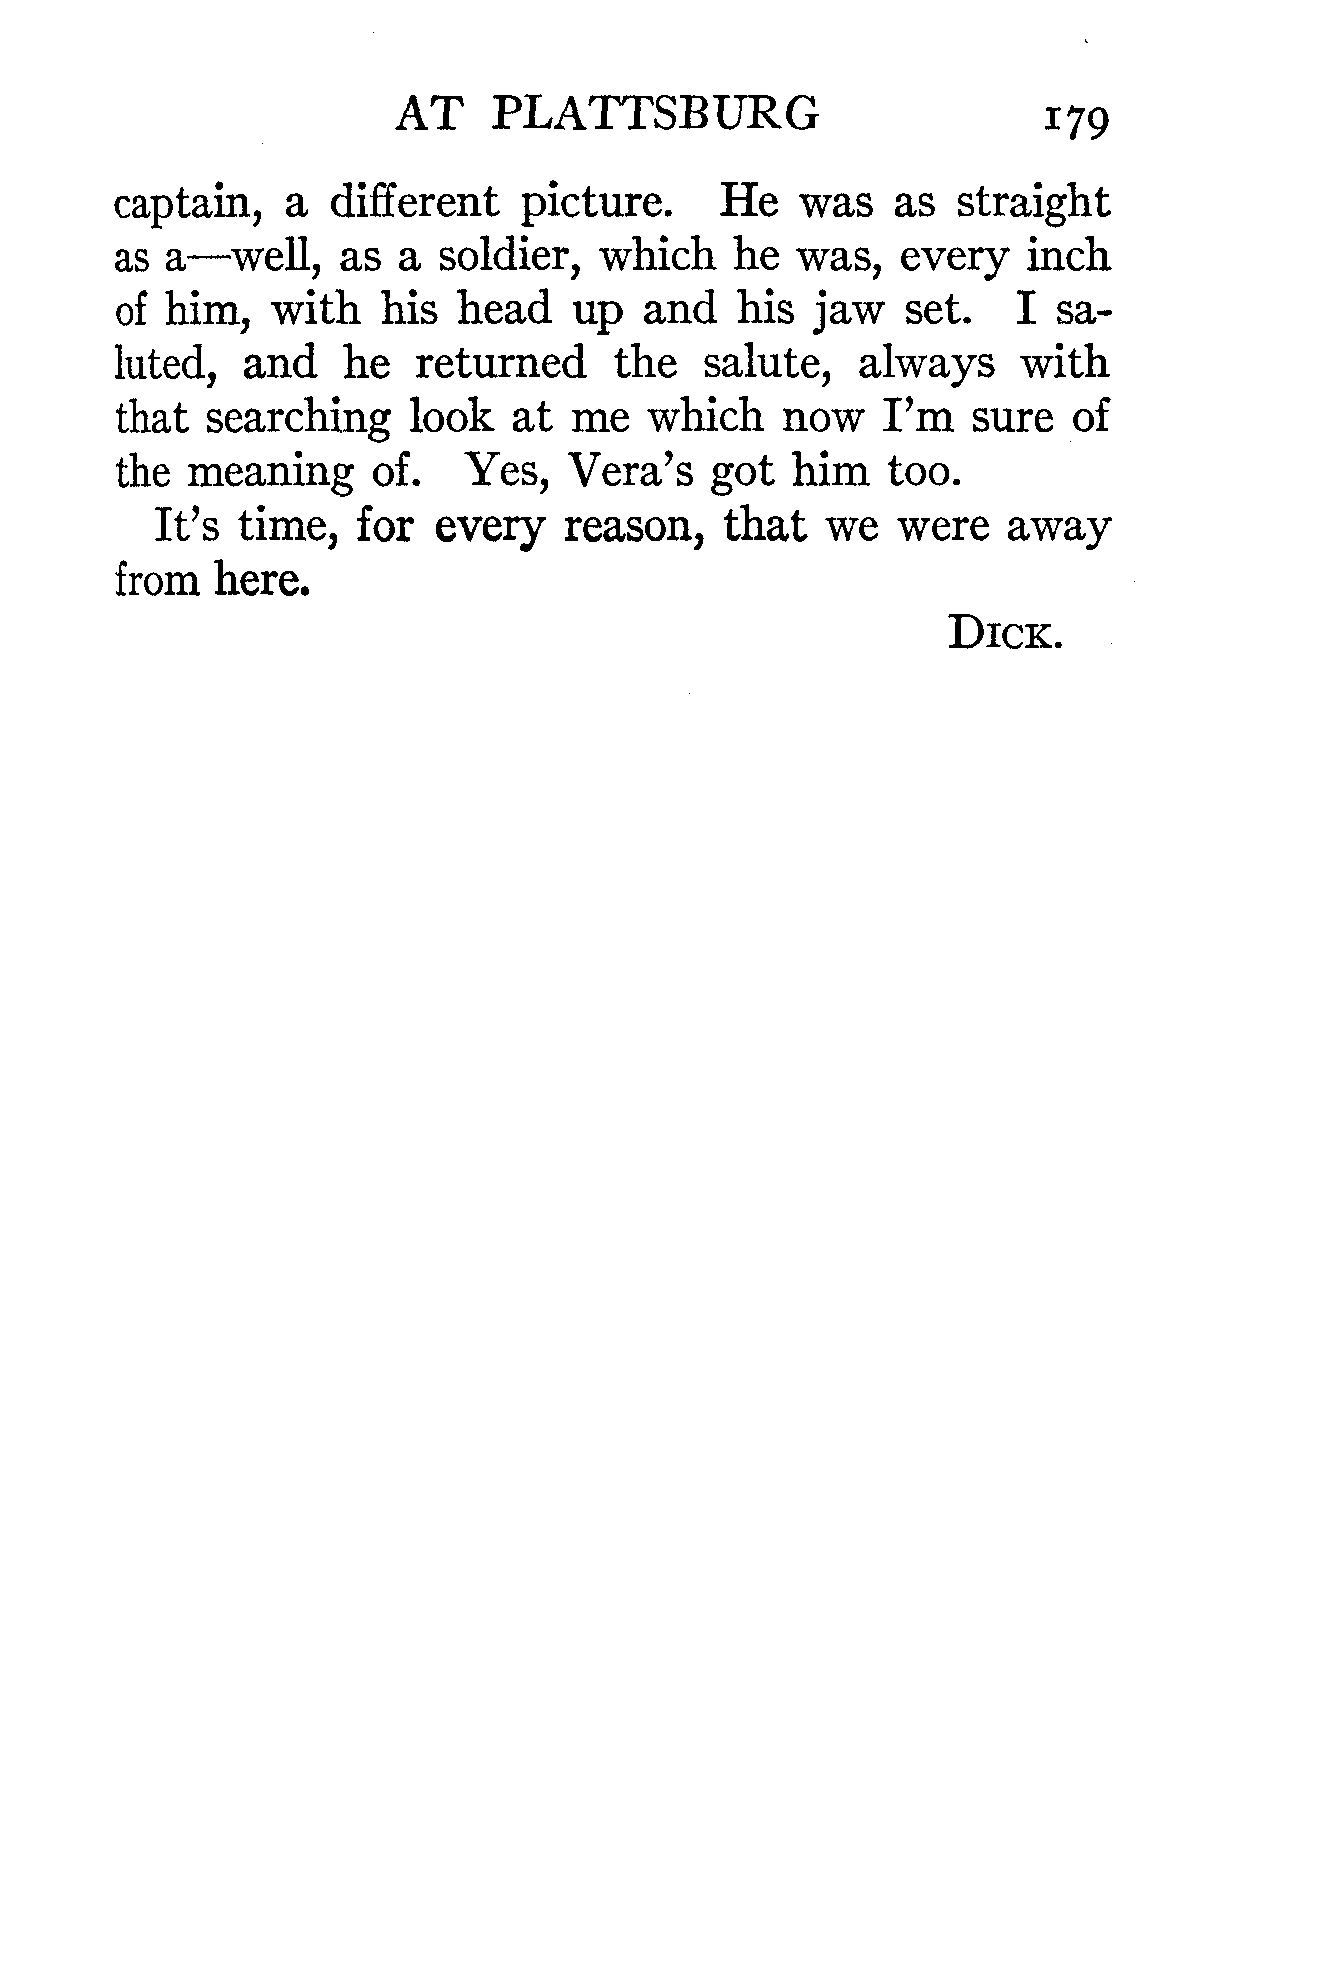 AT PLATTSBURG 179
captain, a different picture. He was as straight
as a—well, as a soldier, which he was, every inch
of him, with his head up and his jaw set. I sa-
luted, and he returned the salute, always with
that searching look at me which now I'm sure of
the meaning of. Yes, Vera's got him too.
It's time, for every reason, that we were away
from here.
DICK.